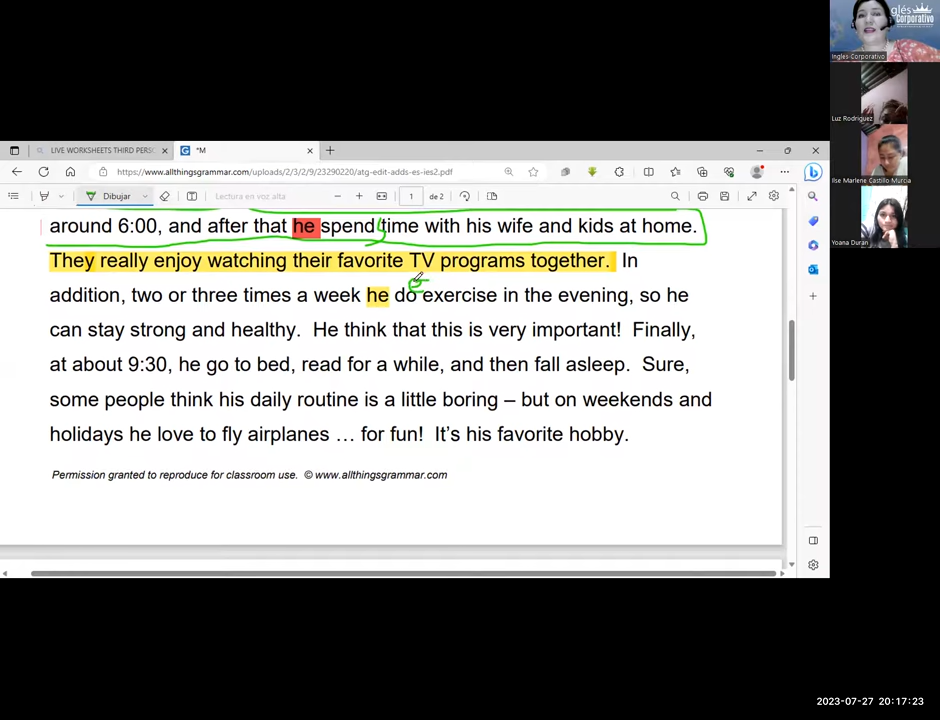 glés
Corporativo
Ingles Corporativo
Luz Rodriguez
Ilse Marlene Castillo Murcia
Yoana Duran
LIVE WORKSHEETS THIRD PERS
"M
https://www.allthingsgrammar.com/uploads/2/3/2/9/23290220/atg-edit-adds-es-ies2.pdf
Dibujar
Lectura en voz alta
1
de 2
around 6:00, and after that he spend time with his wife and kids at home.
They really enjoy watching their favorite TV programs together. In
addition, two or three times a week he do exercise in the evening, so he
can stay strong and healthy. He think that this is very important! Finally,
at about 9:30, he go to bed, read for a while, and then fall asleep. Sure,
some people think his daily routine is a little boring – but on weekends and
holidays he love to fly airplanes … for fun! It's his favorite hobby.
Permission granted to reproduce for classroom use. © www.allthingsgrammar.com
2023-07-27 20:17:23